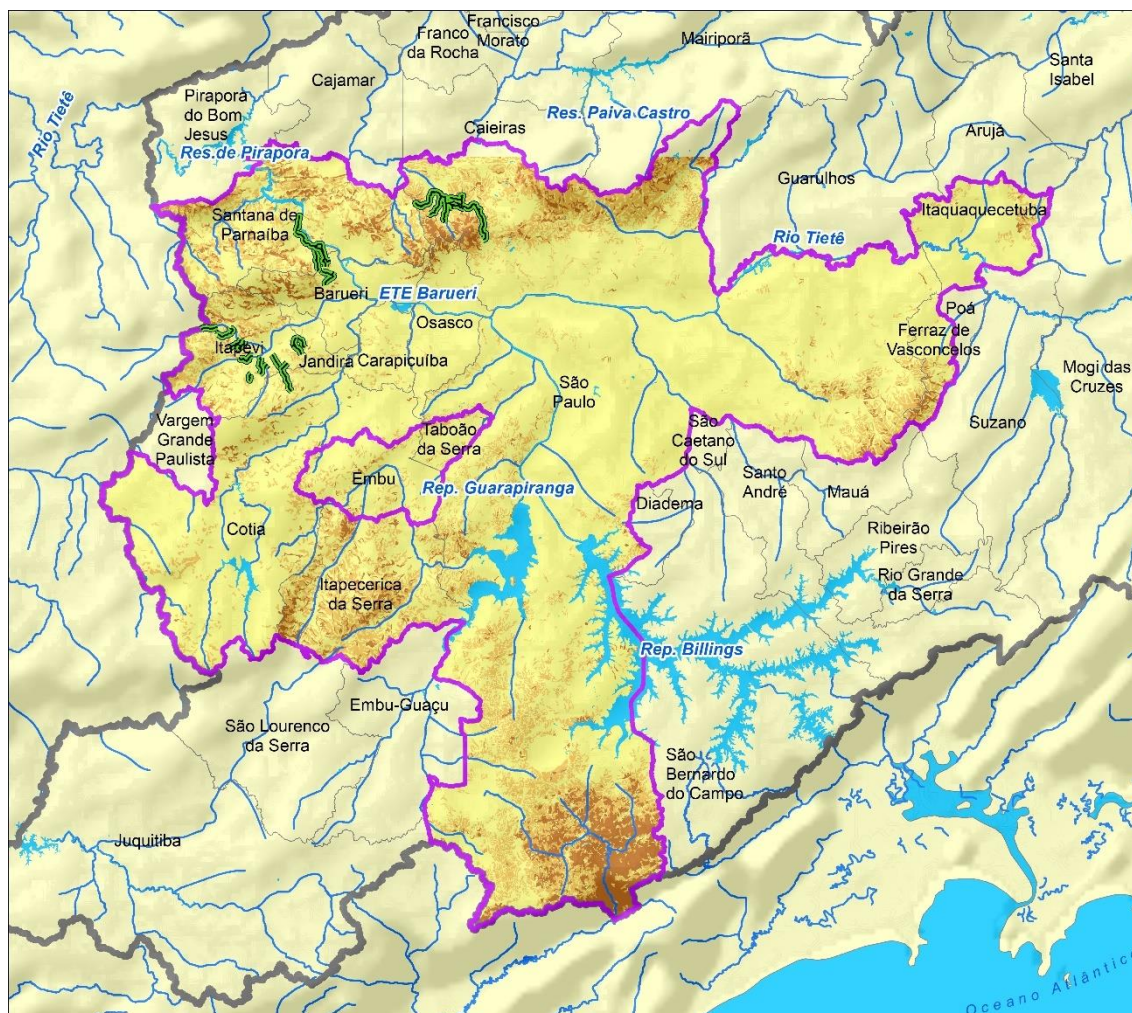 Francisco
Morato
Franco
da Rocha
Mairiporã
Santa
Isabel
Cajamar
Pirapora
do Bom
Jesus
Rio Tietê
Res. Paiva Castro
Caieiras
Arujá
Res.de Pirapora
Guarulhos
Santana de
Parnaíba
Itaquaquecetuba
Rio Tietê
Barueri
ETE Barueri
Osasco
Poá
Ferraz de
Vasconcelos
Itapevi
Jandira
Carapicuíba
Mogi das
Cruzes
São
Paulo
Vargem
Grande
Paulista
Suzano
Taboão
da Serra
São
Caetano
do Sul
Embu
Santo
André
Mauá
Rep. Guarapiranga
Diadema
Cotia
Ribeirão
Pires
Rio Grande
da Serra
Itapecerica
da Serra
Rep. Billings
Embu-Guaçu
São Lourenco
da Serra
São
Bernardo
do Campo
Juquitiba
Oceano Atlântico